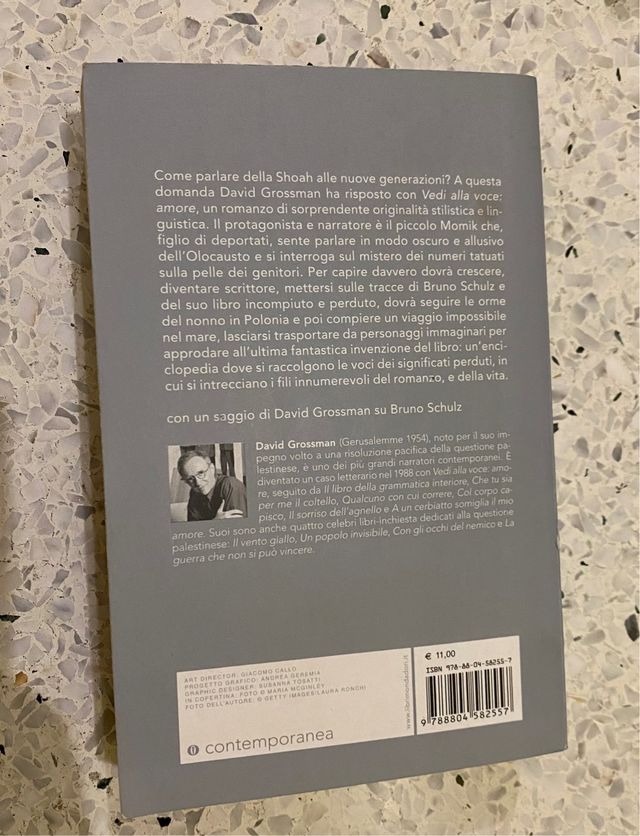 Come parlare della Shoah alle nuove generazioni? A questa
domanda David Grossman ha risposto con Vedi alla voce:
amore, un romanzo di sorprendente originalità stilistica e lin-
guistica. Il protagonista e narratore è il piccolo Momik che,
figlio di deportati, sente parlare in modo oscuro e allusivo
dell'Olocausto e si interroga sul mistero dei numeri tatuati
sulla pelle dei genitori. Per capire davvero dovrà crescere,
diventare scrittore, mettersi sulle tracce di Bruno Schulz e
del suo libro incompiuto e perduto, dovrà seguire le orme
del nonno in Polonia e poi compiere un viaggio impossibile
nel mare, lasciarsi trasportare da personaggi immaginari per
approdare all'ultima fantastica invenzione del libro: un'enci-
clopedia dove si raccolgono le voci dei significati perduti, in
cui si intrecciano i fili innumerevoli del romanzo, e della vita.
con un saggio di David Grossman su Bruno Schulz
David Grossman (Gerusalemme 1954), noto per il suo im-
pegno volto a una risoluzione pacifica della questione pa-
lestinese, è uno dei più grandi narratori contemporanei. È
diventato un caso letterario nel 1988 con Vedi alla voce: amo-
re, seguito da Il libro della grammatica interiore, Che tu sia
per me il coltello, Qualcuno con cui correre, Col corpo ca-
pisco, Il sorriso dell'agnello e A un cerbiatto somiglia il mio
amore. Suoi sono anche quattro celebri libri-inchiesta dedicati alla questione
palestinese: Il vento giallo, Un popolo invisibile, Con gli occhi del nemico e La
guerra che non si può vincere.
ART DIRECTOR: GIACOMO CALLO
PROGETTO GRAFICO: ANDREA GEREMIA
GRAPHIC DESIGNER: SUSANNA TOSATTI
IN COPERTINA: FOTO © MARIA MCGINLEY
FOTO DELL'AUTORE: © GETTY IMAGES/LAURA RONCHI
contemporanea
www.librimondadori.it
€ 11,00
ISBN 978-88-04-58255-7
9 788804 582557